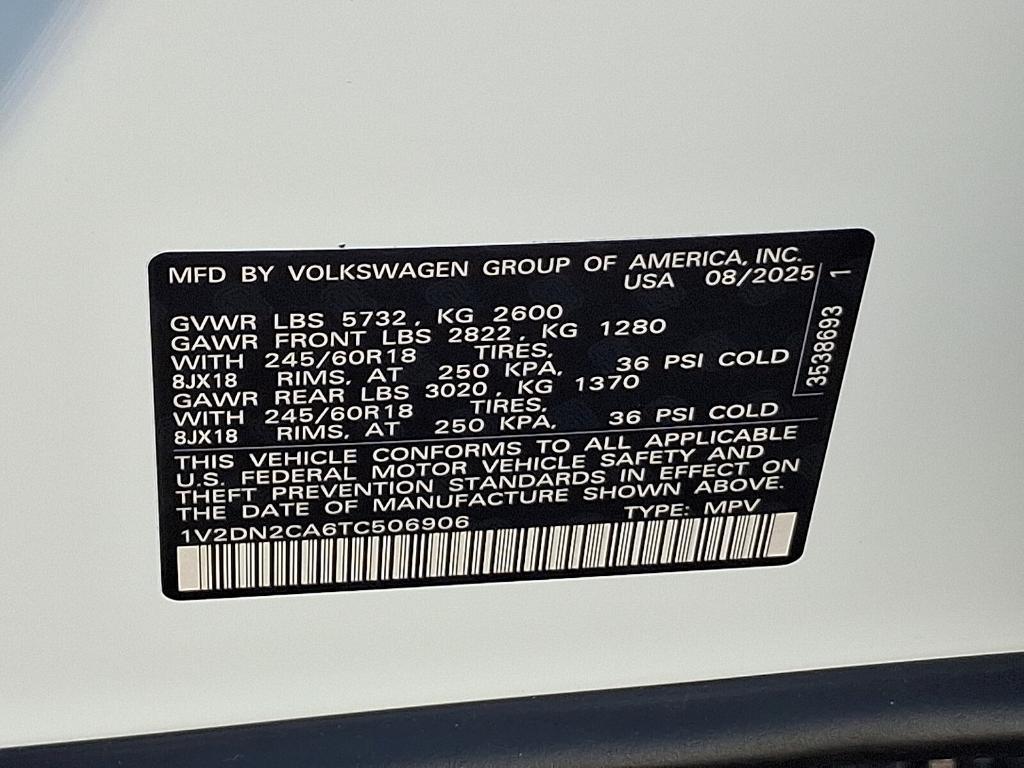 MFD BY VOLKSWAGEN GROUP OF AMERICA, INC.
USA 08/2025
GVWR LBS 5732, KG 2600
GAWR FRONT LBS 2822, KG 1280
WITH 245/60R18 TIRES,
8JX18 RIMS, AT 250 KPA, 36 PSI COLD
GAWR REAR LBS 3020, KG 1370
WITH 245/60R18 TIRES,
8JX18 RIMS, AT 250 KPA, 36 PSI COLD
THIS VEHICLE CONFORMS TO ALL APPLICABLE
U.S. FEDERAL MOTOR VEHICLE SAFETY AND
THEFT PREVENTION STANDARDS IN EFFECT ON
THE DATE OF MANUFACTURE SHOWN ABOVE.
TYPE: MPV
1V2DN2CA6TC506906
3538693 1